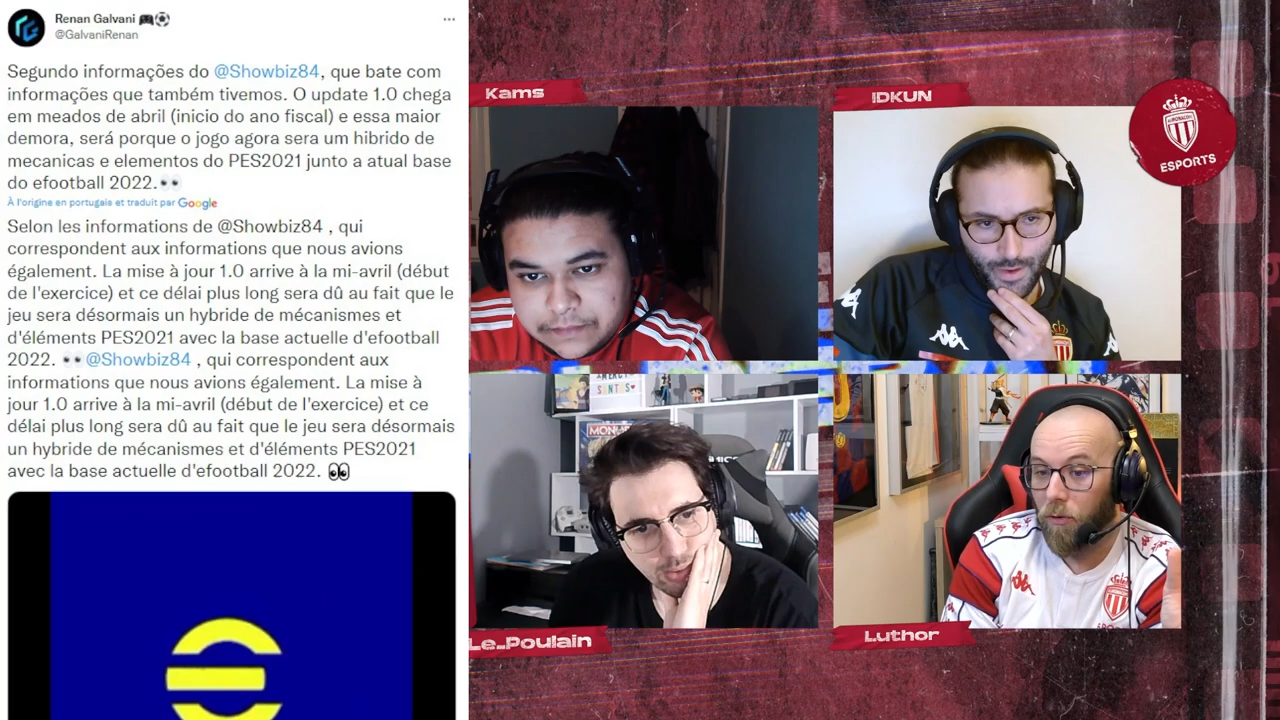 Renan Galvani 🎮⚽
@GalvaniRenan
Segundo informações do @Showbiz84, que bate com
informações que também tivemos. O update 1.0 chega
em meados de abril (inicio do ano fiscal) e essa maior
demora, será porque o jogo agora sera um hibrido de
mecanicas e elementos do PES2021 junto a atual base
do efootball 2022.👀
À l'origine en portugais et traduit par Google
Selon les informations de @Showbiz84 , qui
correspondent aux informations que nous avions
également. La mise à jour 1.0 arrive à la mi-avril (début
de l'exercice) et ce délai plus long sera dû au fait que le
jeu sera désormais un hybride de mécanismes et
d'éléments PES2021 avec la base actuelle d'efootball
2022. 👀@Showbiz84 , qui correspondent aux
informations que nous avions également. La mise à
jour 1.0 arrive à la mi-avril (début de l'exercice) et ce
délai plus long sera dû au fait que le jeu sera désormais
un hybride de mécanismes et d'éléments PES2021
avec la base actuelle d'efootball 2022. 👀
Kams
IDKUN
ESPORTS
Le_Poulain
Luthor